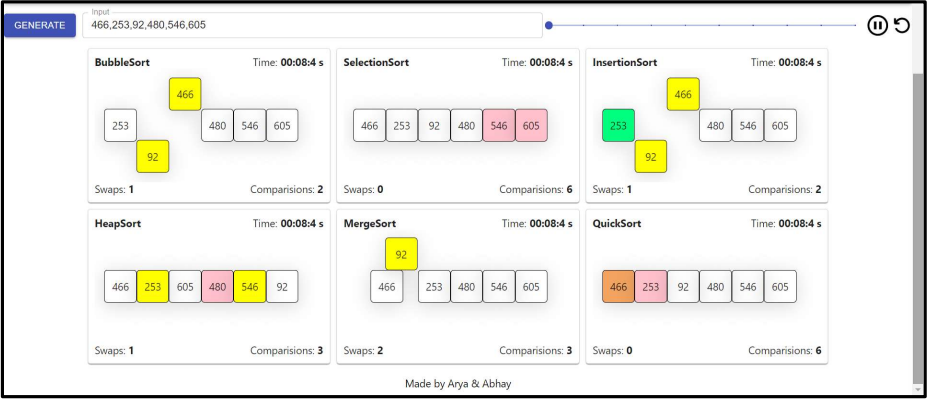 GENERATE
Input
466,253,92,480,546,605
BubbleSort Time: 00:08:4 s
466
253 480 546 605
92
Swaps: 1 Comparisions: 2
SelectionSort Time: 00:08:4 s
466 253 92 480 546 605
Swaps: 0 Comparisions: 6
InsertionSort Time: 00:08:4 s
466
253 480 546 605
92
Swaps: 1 Comparisions: 2
HeapSort Time: 00:08:4 s
466 253 605 480 546 92
Swaps: 1 Comparisions: 3
MergeSort Time: 00:08:4 s
92
466 253 480 546 605
Swaps: 2 Comparisions: 3
QuickSort Time: 00:08:4 s
466 253 92 480 546 605
Swaps: 0 Comparisions: 6
Made by Arya & Abhay